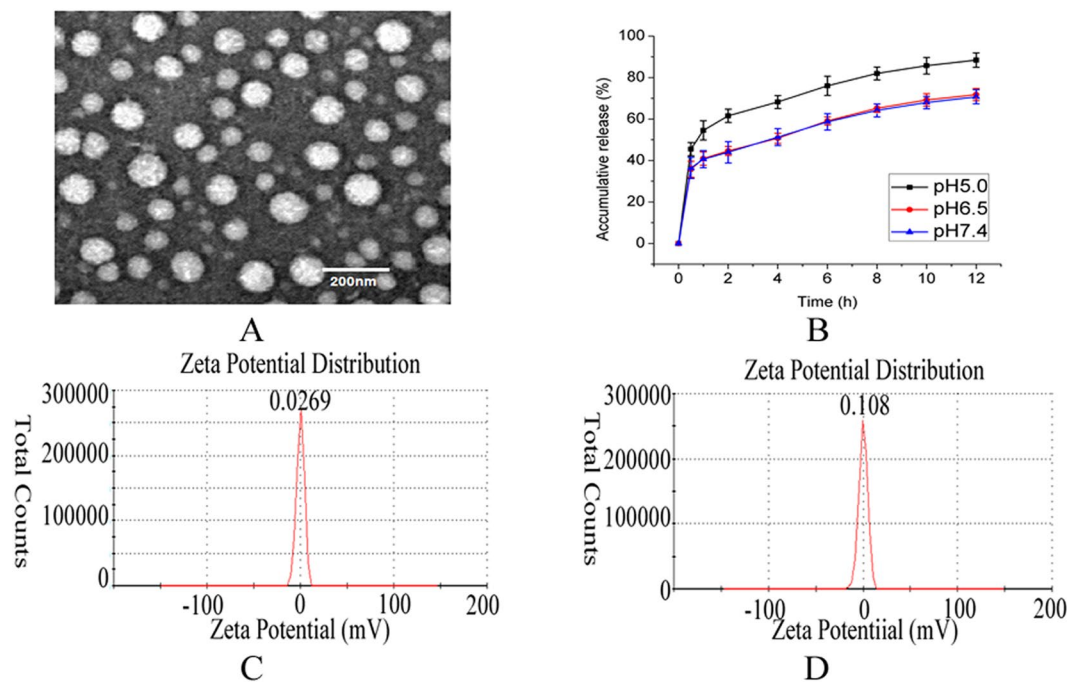 200nm
A
100
80
60
40
20
0
Accumulative release (%)
pH5.0
pH6.5
pH7.4
0 2 4 6 8 10 12
Time (h)
B
Zeta Potential Distribution
0.0269
300000
200000
100000
0
Total Counts
-100 0 100 200
Zeta Potential (mV)
C
Zeta Potential Distribution
0.108
300000
200000
100000
0
Total Counts
-100 0 100 200
Zeta Potentiial (mV)
D